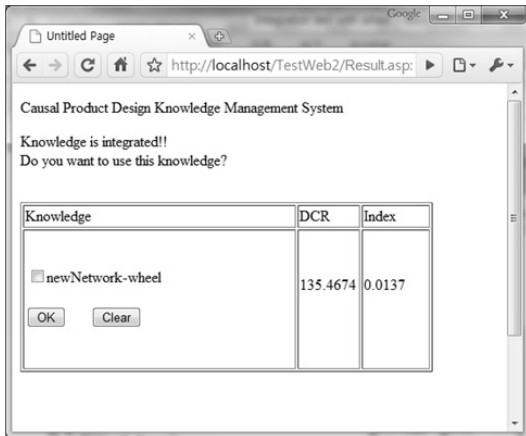 Google
Untitled Page
http://localhost/TestWeb2/Result.asp
Causal Product Design Knowledge Management System
Knowledge is integrated!!
Do you want to use this knowledge?
Knowledge DCR Index
newNetwork-wheel 135.4674 0.0137
OK Clear